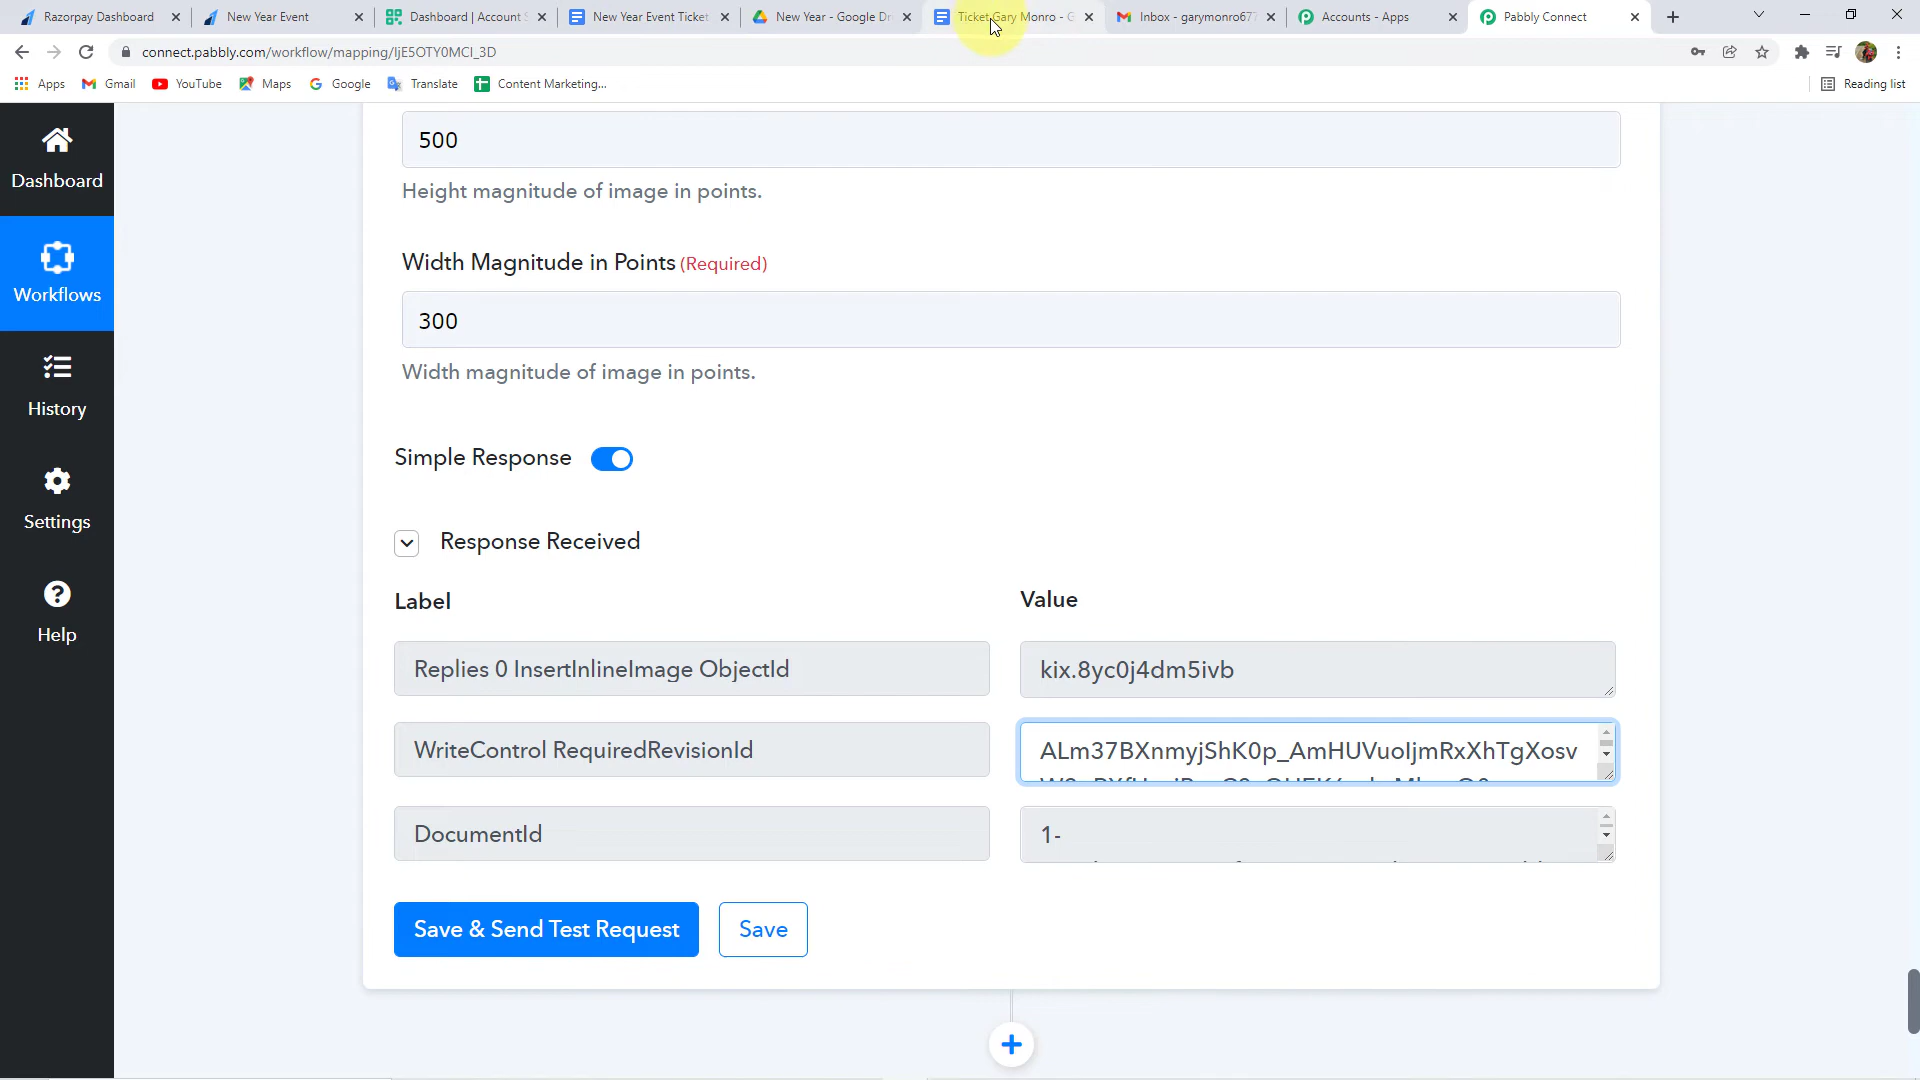 Razorpay Dashboard
New Year Event
Dashboard | Account S
New Year Event Ticket
New Year - Google Dr
Ticket Gary Monro - G
Inbox - garymonro677
Accounts - Apps
Pabbly Connect
connect.pabbly.com/workflow/mapping/IjE5OTY0MCI_3D
Apps
Gmail
YouTube
Maps
Google
Translate
Content Marketing...
Reading list
Dashboard
Workflows
History
Settings
Help
500
Height magnitude of image in points.
Width Magnitude in Points (Required)
300
Width magnitude of image in points.
Simple Response
Response Received
Label
Value
Replies 0 InsertInlineImage ObjectId
kix.8yc0j4dm5ivb
WriteControl RequiredRevisionId
ALm37BXnmyjShK0p_AmHUVuoIjmRxXhTgXosv
DocumentId
1-
Save & Send Test Request
Save